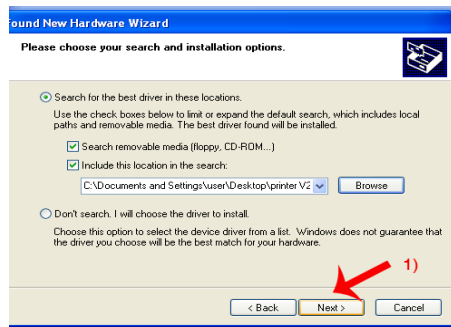 Found New Hardware Wizard
Please choose your search and installation options.
Search for the best driver in these locations.
Use the check boxes below to limit or expand the default search, which includes local
paths and removable media. The best driver found will be installed.
Search removable media (floppy, CD-ROM...)
Include this location in the search:
C:\Documents and Settings\user\Desktop\printer V2
Browse
Don't search. I will choose the driver to install.
Choose this option to select the device driver from a list. Windows does not guarantee that
the driver you choose will be the best match for your hardware.
1)
< Back Next > Cancel